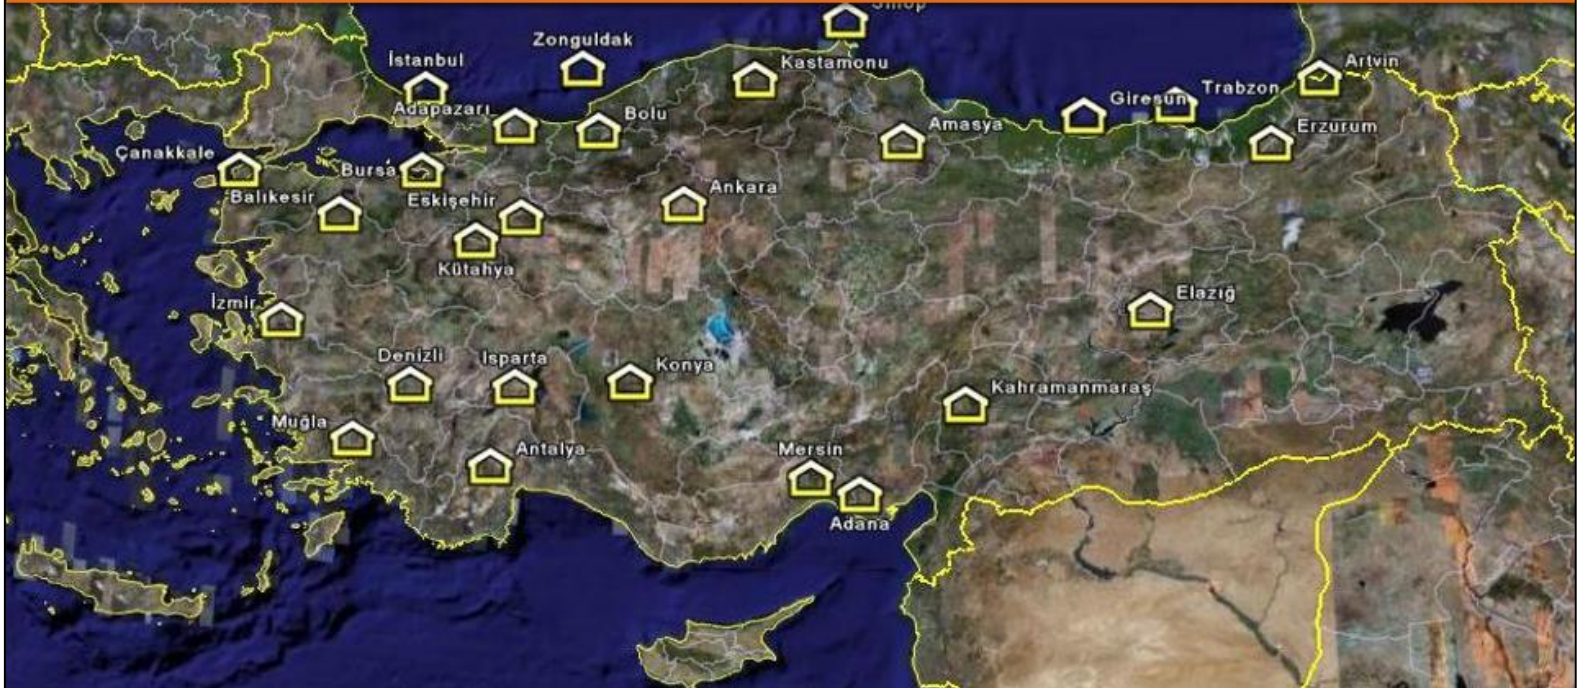 Sinop
Zonguldak
İstanbul
Kastamonu
Artvin
Trabzon
Giresun
Adapazarı
Bolu
Amasya
Erzurum
Çanakkale
Bursa
Ankara
Balıkesir
Eskişehir
Kütahya
Elazığ
İzmir
Denizli
Isparta
Konya
Kahramanmaraş
Muğla
Antalya
Mersin
Adana